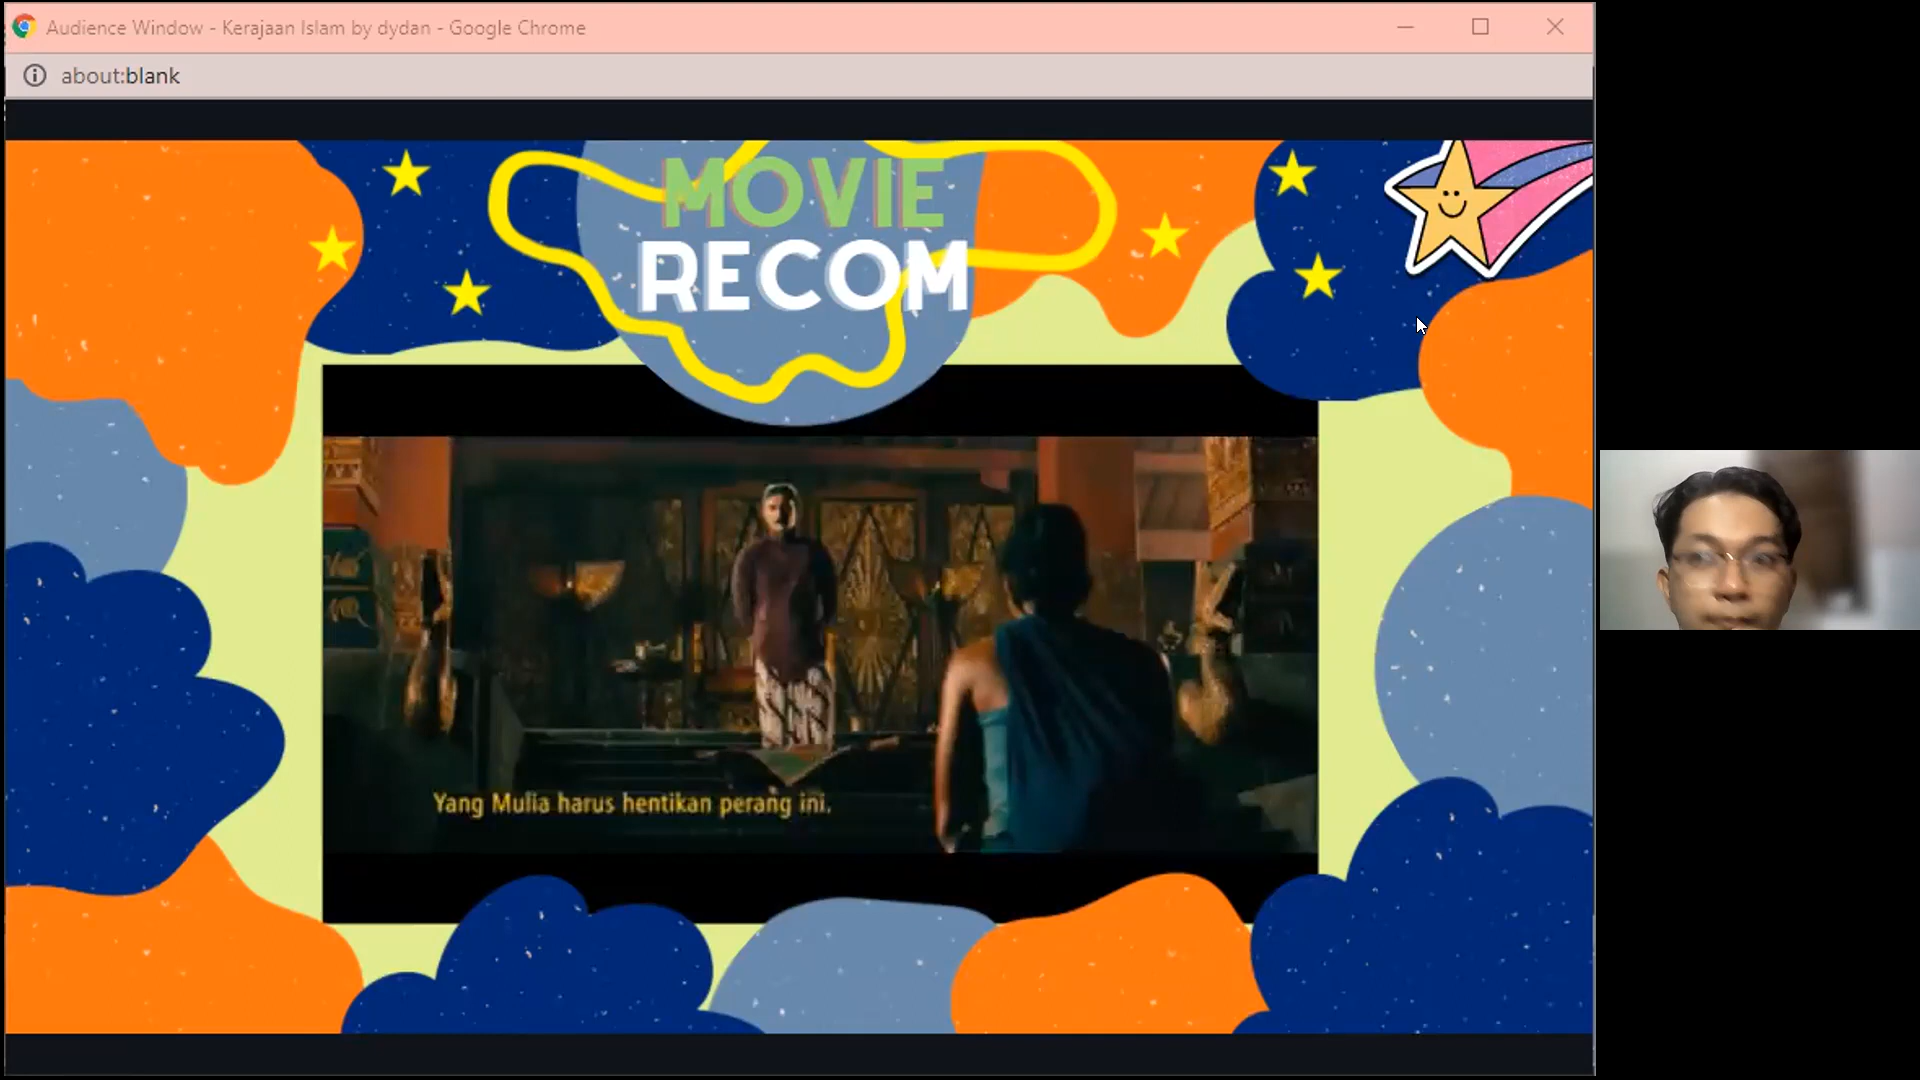 Audience Window - Kerajaan Islam by dydan - Google Chrome
about:blank
MOVIE
RECOM
Yang Mulia harus hentikan perang ini.